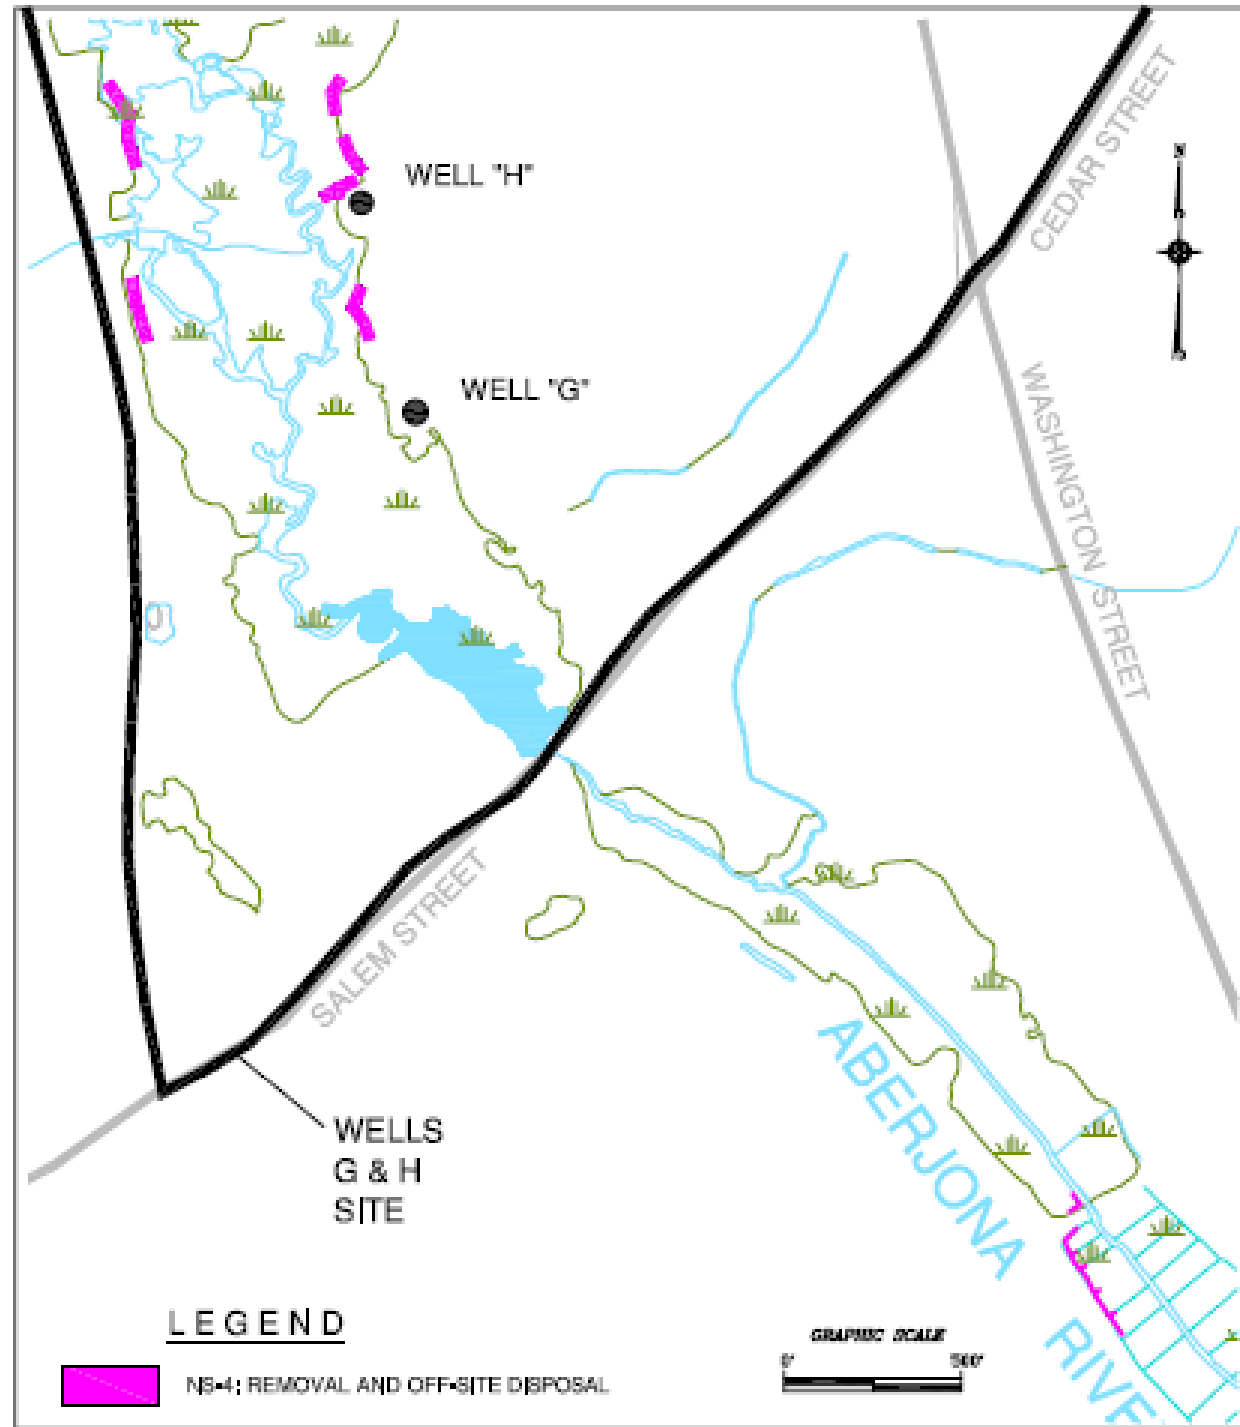 WELL "H"
CEDAR STREET
N
WELL "G"
WASHINGTON STREET
SALEM STREET
WELLS
G & H
SITE
ABERJONA
RIVE
LEGEND
NS-4: REMOVAL AND OFF-SITE DISPOSAL
GRAPHIC SCALE
0' 500'